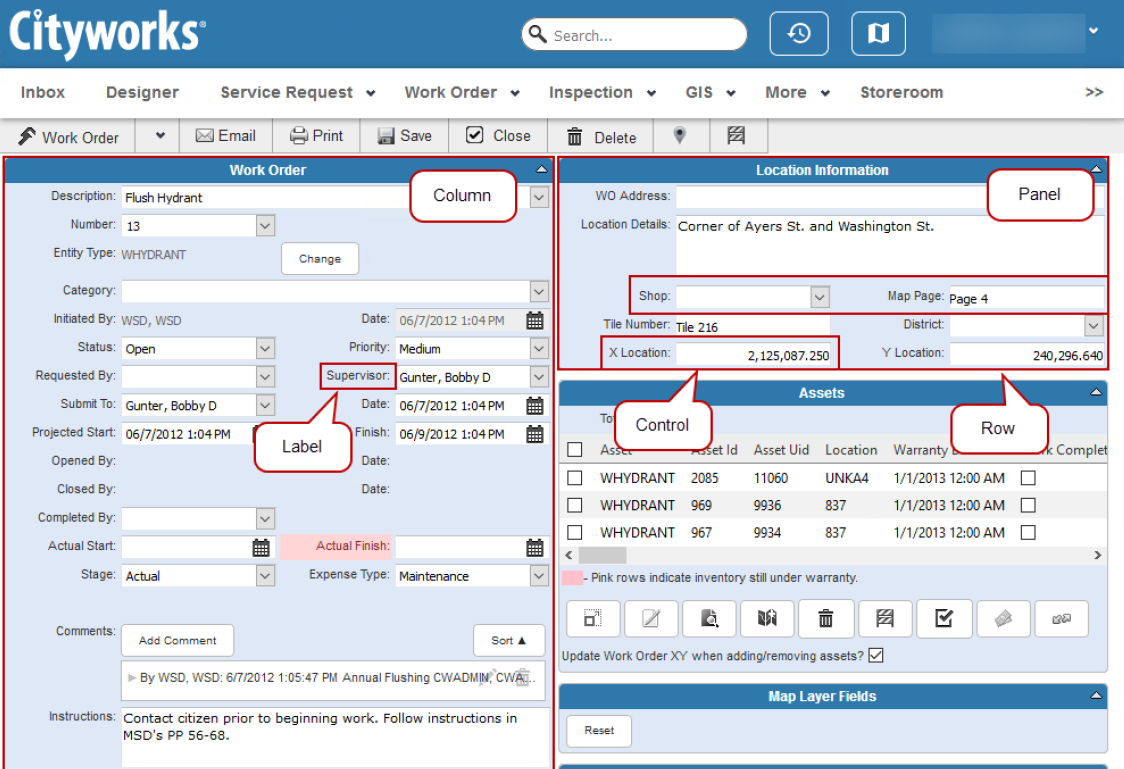 Cityworks®
Search...
Inbox Designer Service Request Work Order Inspection GIS More Storeroom >>
Work Order Email Print Save Close Delete
Work Order
Column
Description: Flush Hydrant
Number: 13
Entity Type: WHYDRANT Change
Category:
Initiated By: WSD, WSD Date: 06/7/2012 1:04 PM
Status: Open Priority: Medium
Requested By: Supervisor: Gunter, Bobby D
Submit To: Gunter, Bobby D Date: 06/7/2012 1:04 PM
Projected Start: 06/7/2012 1:04 PM Finish: 06/9/2012 1:04 PM
Label
Opened By: Date:
Closed By: Date:
Completed By:
Actual Start: Actual Finish:
Stage: Actual Expense Type: Maintenance
Comments: Add Comment Sort ▲
By WSD, WSD: 6/7/2012 1:05:47 PM Annual Flushing CWADMIN, CWA...
Instructions: Contact citizen prior to beginning work. Follow instructions in
MSD's PP 56-68.
Location Information
Panel
WO Address:
Location Details: Corner of Ayers St. and Washington St.
Shop: Map Page: Page 4
Tile Number: Tile 216 District:
X Location: 2,125,087.250 Y Location: 240,296.640
Assets
Control
Row
Asset Id Asset Uid Location Warranty
WHYDRANT 2085 11060 UNKA4 1/1/2013 12:00 AM
WHYDRANT 969 9936 837 1/1/2013 12:00 AM
WHYDRANT 967 9934 837 1/1/2013 12:00 AM
- Pink rows indicate inventory still under warranty.
Update Work Order XY when adding/removing assets?
Map Layer Fields
Reset